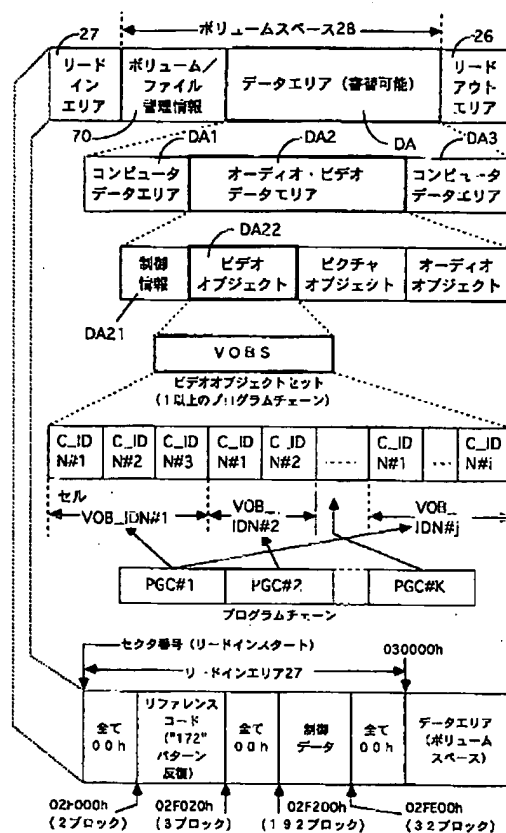 27
ボリュームスペース28
26
リード
イン
エリア
ボリューム/
ファイル
管理情報
データエリア (書替可能)
リード
アウト
エリア
70
DA1
DA2
DA
DA3
コンピュータ
データエリア
オーディオ・ビデオ
データエリア
コンピュータ
データエリア
DA22
制御
情報
ビデオ
オブジェクト
ピクチャ
オブジェクト
オーディオ
オブジェクト
DA21
VOBS
ビデオオブジェクトセット
(1以上のプログラムチェーン)
C_ID
N#1
C_ID
N#2
C_ID
N#3
C_ID
N#1
C_ID
N#2
......
C_ID
N#1
...
C_ID
N#i
セル
VOB_IDN#1
VOB_
IDN#2
VOB_
IDN#j
PGC#1
PGC#2
PGC#K
プログラムチェーン
セクタ番号 (リードインスタート)
030000h
リードインエリア27
全て
00h
リファレンス
コード
("172"
パターン
反復)
全て
00h
制御
データ
全て
00h
データエリア
(ボリューム
スペース)
02F000h
(2ブロック)
02F020h
(3ブロック)
02F200h
(192ブロック)
02FE00h
(32ブロック)